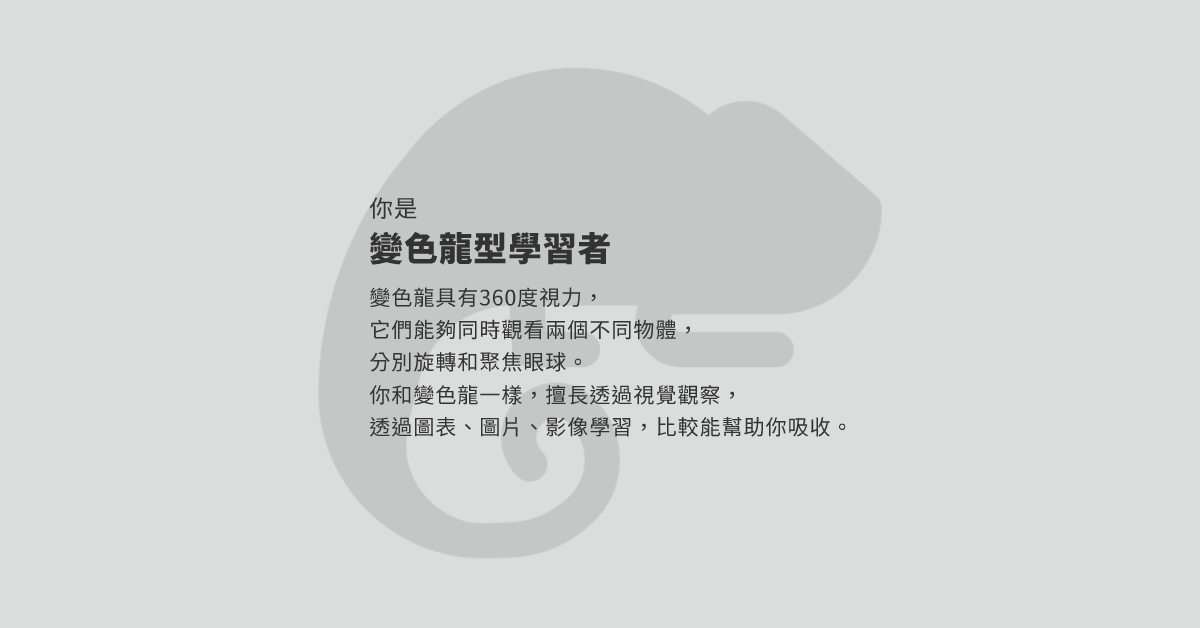 你是
變色龍型學習者
變色龍具有360度視力，
它們能夠同時觀看兩個不同物體，
分別旋轉和聚焦眼球。
你和變色龍一樣，擅長透過視覺觀察，
透過圖表、圖片、影像學習，比較能幫助你吸收。